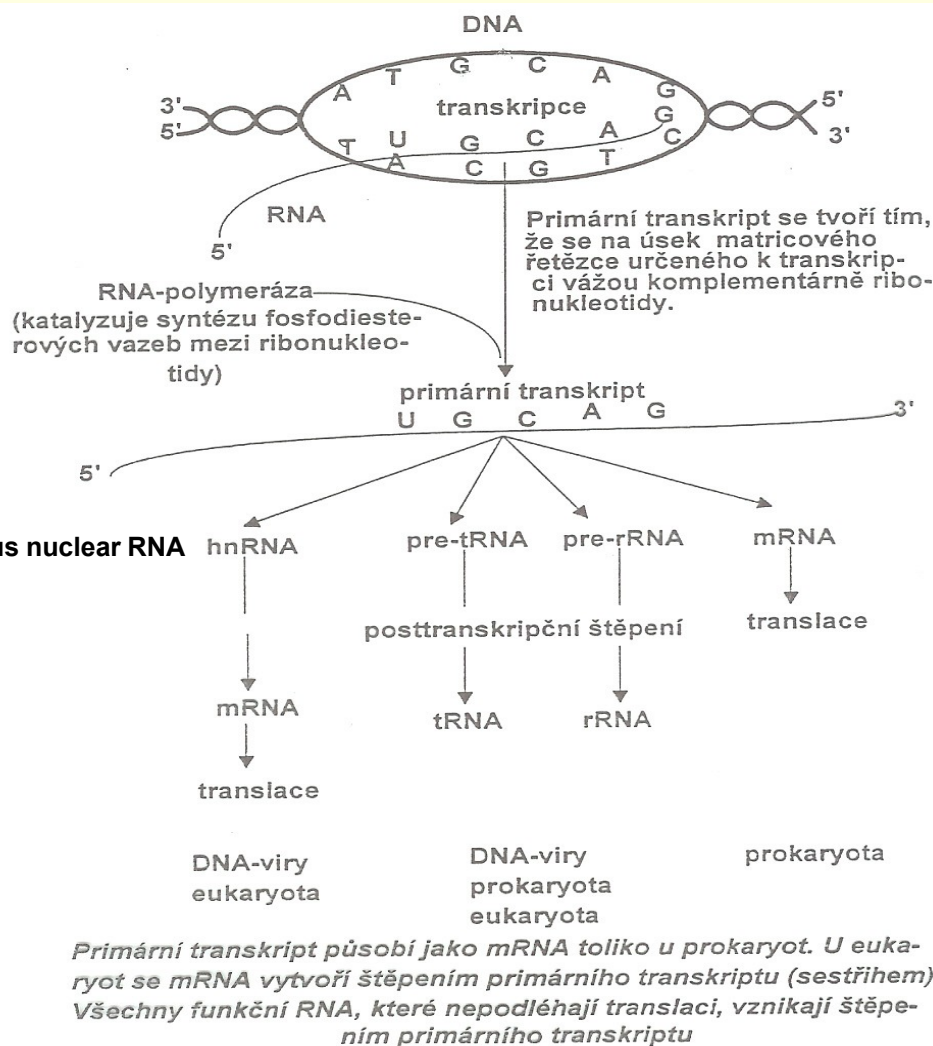 DNA
A T G C A G
3' 5'
transkripce
5' 3'
U G C A G
T A C G T C
RNA
5'
Primární transkript se tvoří tím,
že se na úsek matricového
řetězce určeného k transkrip-
ci vážou komplementárně ribo-
nukleotidy.
RNA-polymeráza
(katalyzuje syntézu fosfodieste-
rových vazeb mezi ribonukleo-
tidy)
primární transkript
U G C A G
3'
5'
us nuclear RNA hnRNA pre-tRNA pre-rRNA mRNA
posttranskripční štěpení translace
mRNA tRNA rRNA
translace
DNA-viry DNA-viry prokaryota
eukaryota prokaryota
eukaryota
Primární transkript působí jako mRNA toliko u prokaryot. U euka-
ryot se mRNA vytvoří štěpením primárního transkriptu (sestřihem)
Všechny funkční RNA, které nepodléhají translaci, vznikají štěpe-
ním primárního transkriptu